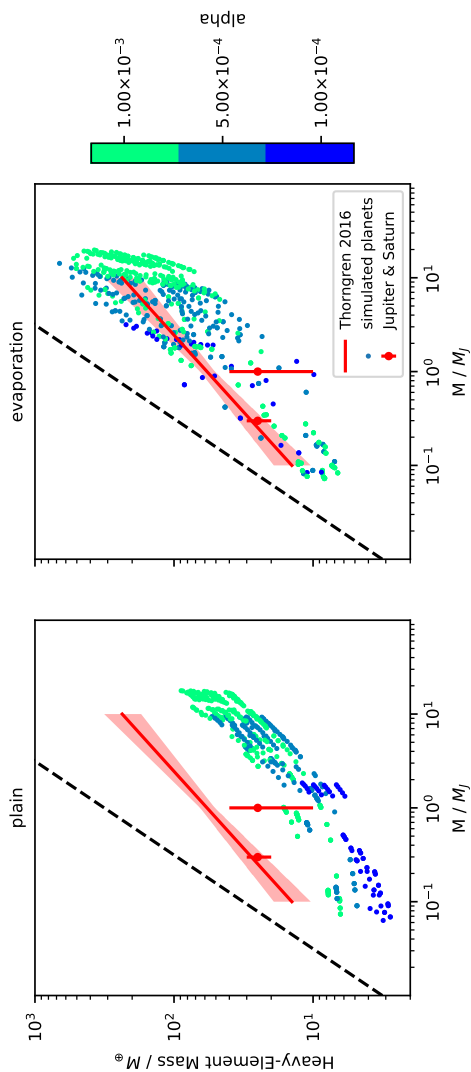 plain
10³
10²
10¹
Heavy-Element Mass / M⊕
10⁻¹
10⁰
10¹
M / M_J
evaporation
10⁻¹
10⁰
10¹
M / M_J
Thorngren 2016
simulated planets
Jupiter & Saturn
1.00×10⁻³
5.00×10⁻⁴
1.00×10⁻⁴
alpha